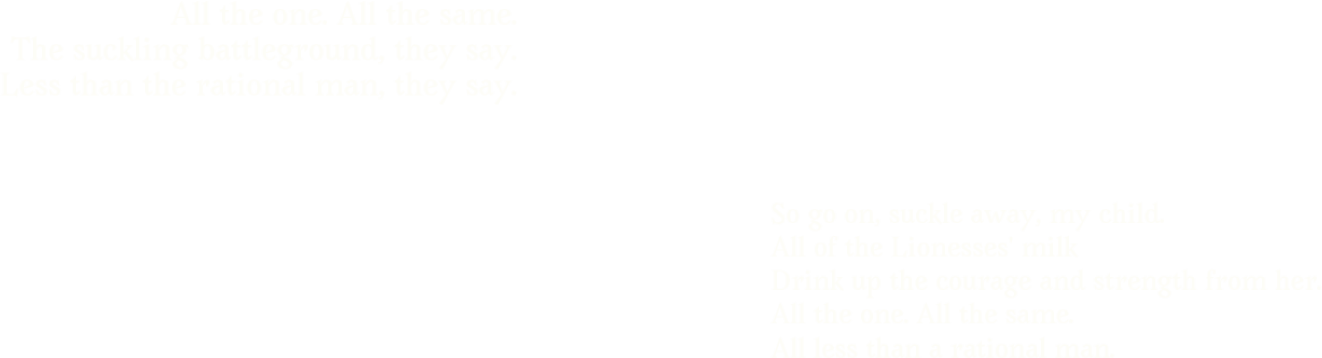 All the one. All the same.
The suckling battleground, they say.
Less than the rational man, they say.
So go on, suckle away, my child.
All of the Lionesses' milk
Drink up the courage and strength from her
All the one. All the same.
All less than a rational man.